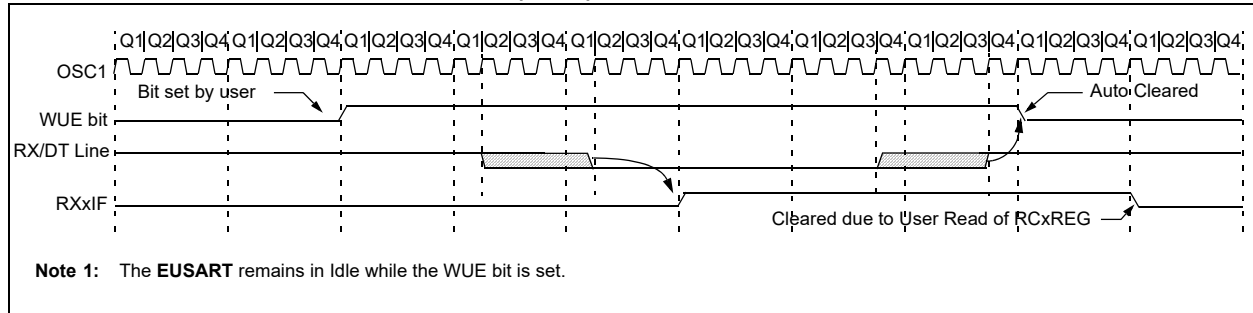 Q1 Q2 Q3 Q4 Q1 Q2 Q3 Q4 Q1 Q2 Q3 Q4 Q1 Q2 Q3 Q4 Q1 Q2 Q3 Q4 Q1 Q2 Q3 Q4 Q1 Q2 Q3 Q4 Q1 Q2 Q3 Q4 Q1 Q2 Q3 Q4 Q1 Q2 Q3 Q4
OSC1
Bit set by user
Auto Cleared
WUE bit
RX/DT Line
RXxIF
Cleared due to User Read of RCxREG
Note 1: The EUSART remains in Idle while the WUE bit is set.